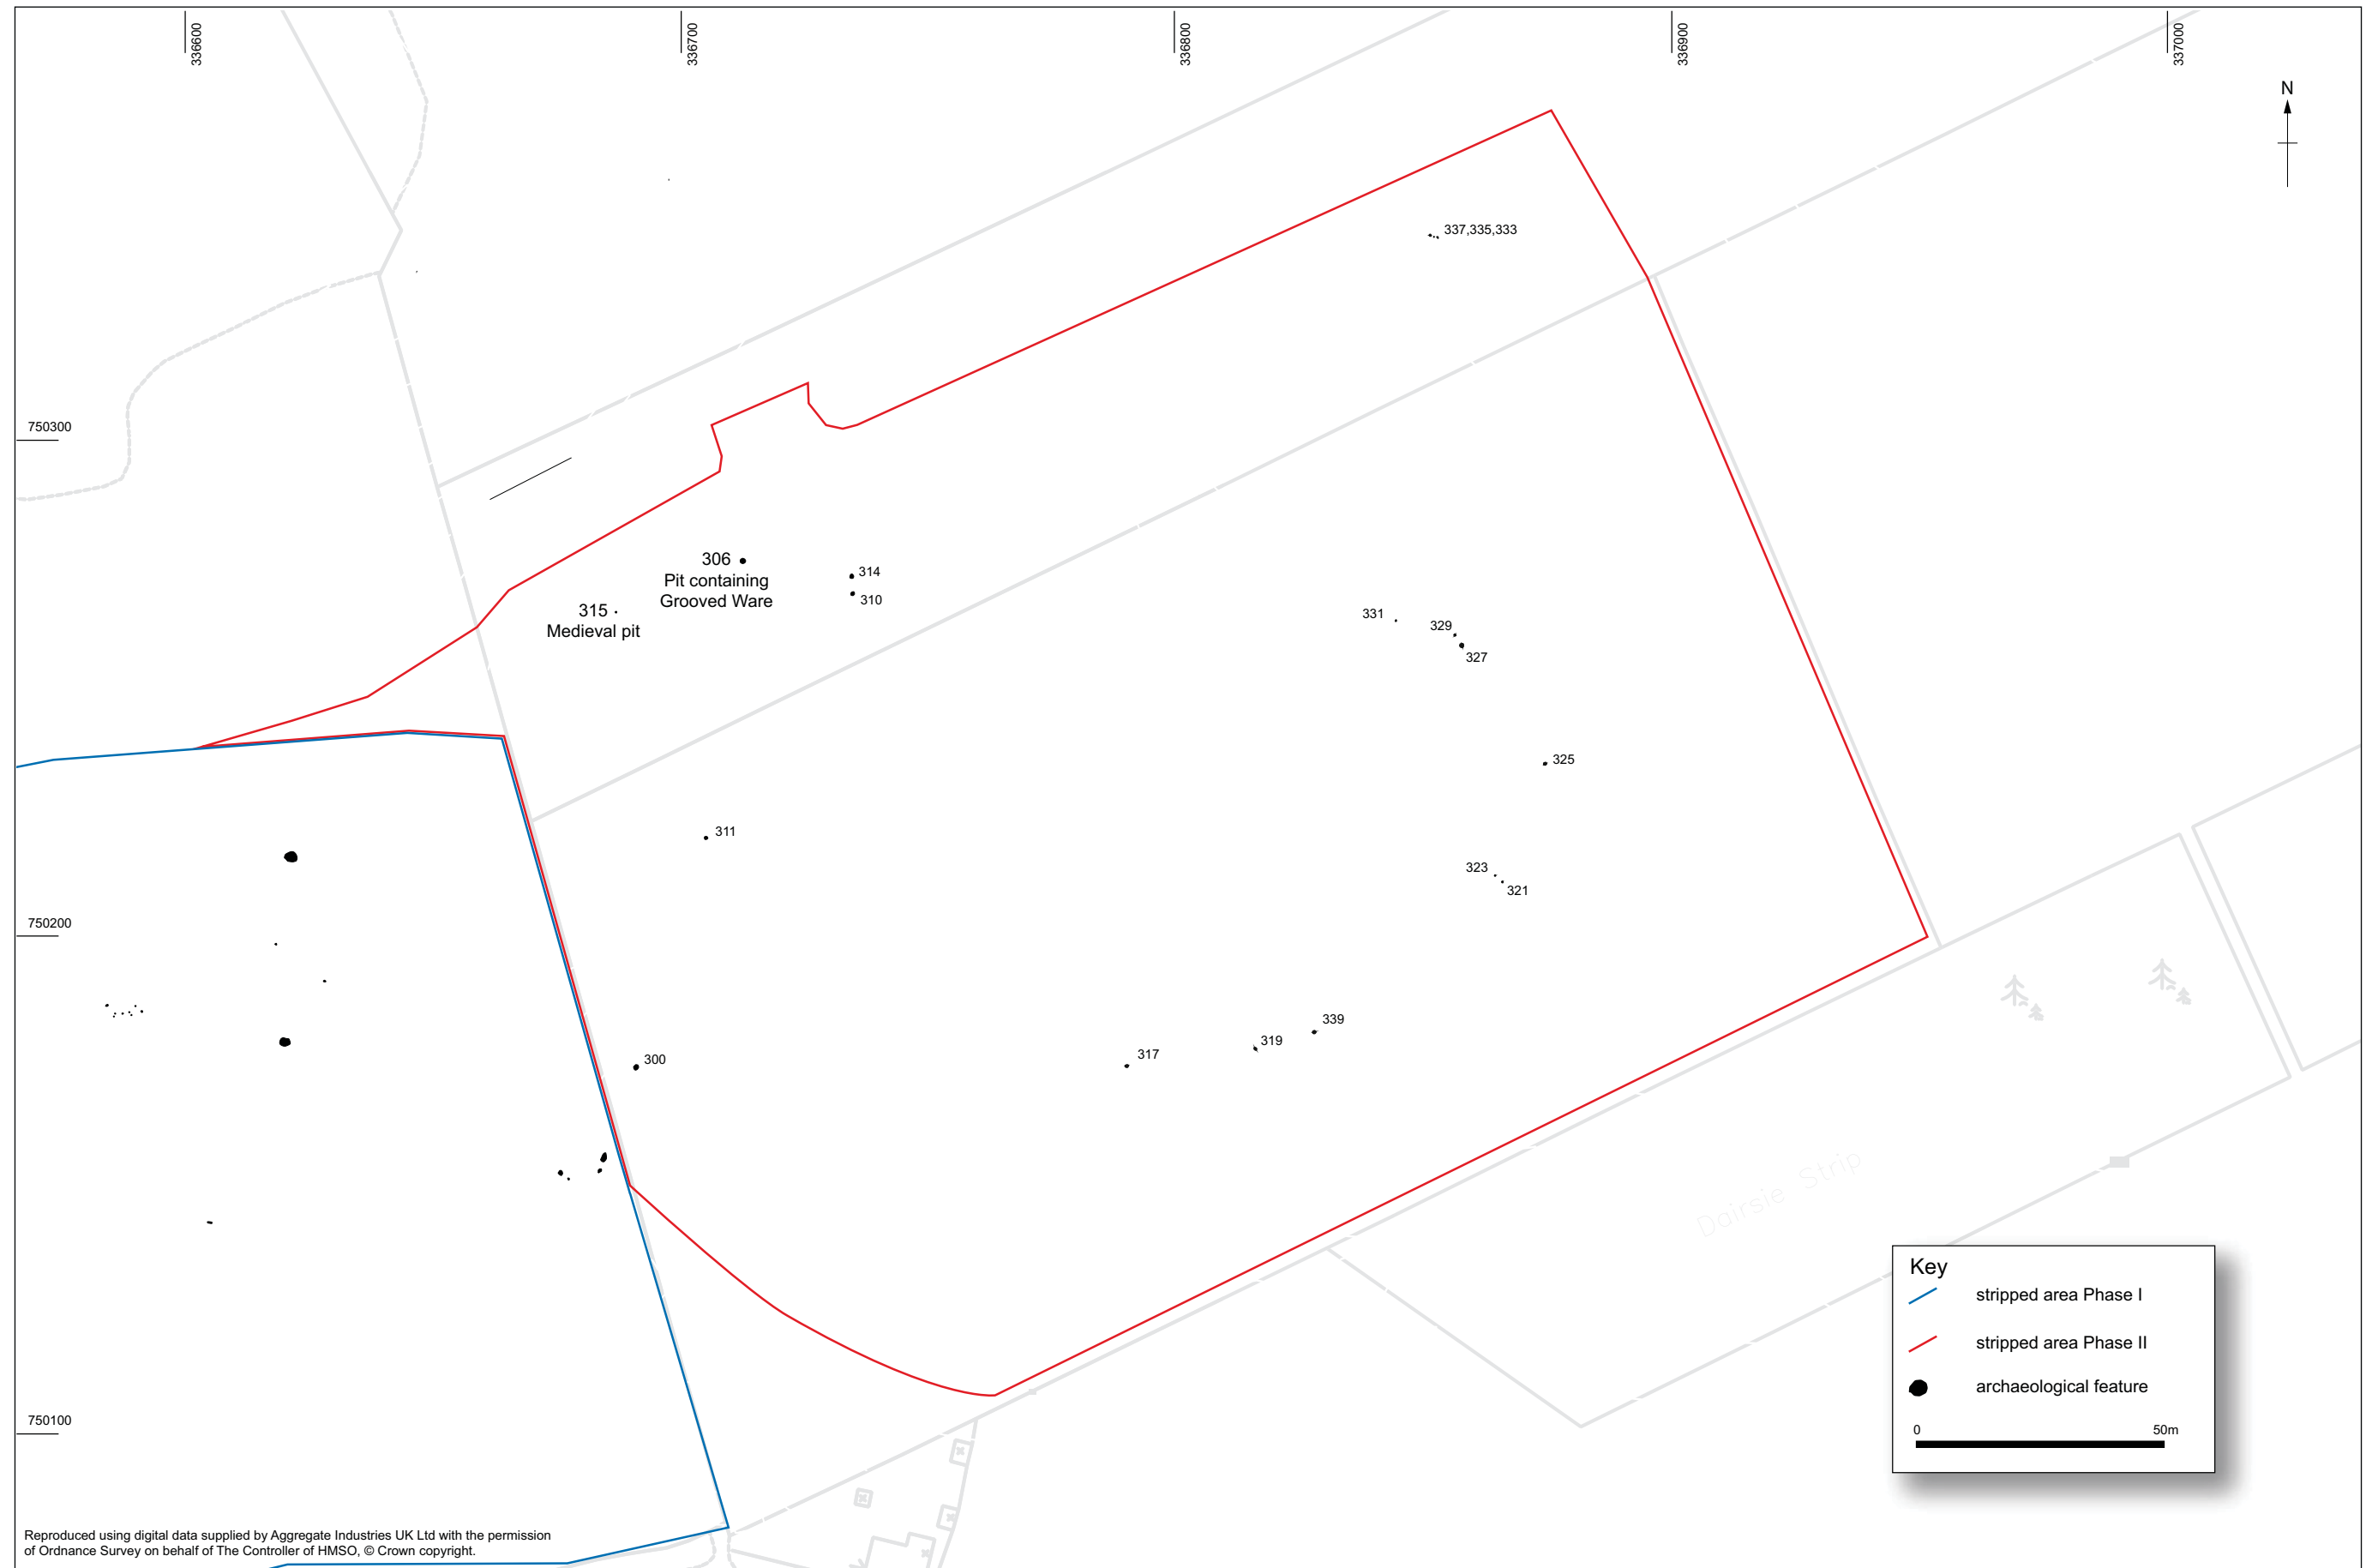 336600
336700
336800
336900
337000
N
337,335,333
750300
306
Pit containing
Grooved Ware
314
310
315
Medieval pit
331
329
327
325
311
323
321
750200
339
319
317
300
Dairsie Strip
750100
Key
stripped area Phase I
stripped area Phase II
archaeological feature
0 50m
Reproduced using digital data supplied by Aggregate Industries UK Ltd with the permission
of Ordnance Survey on behalf of The Controller of HMSO, © Crown copyright.